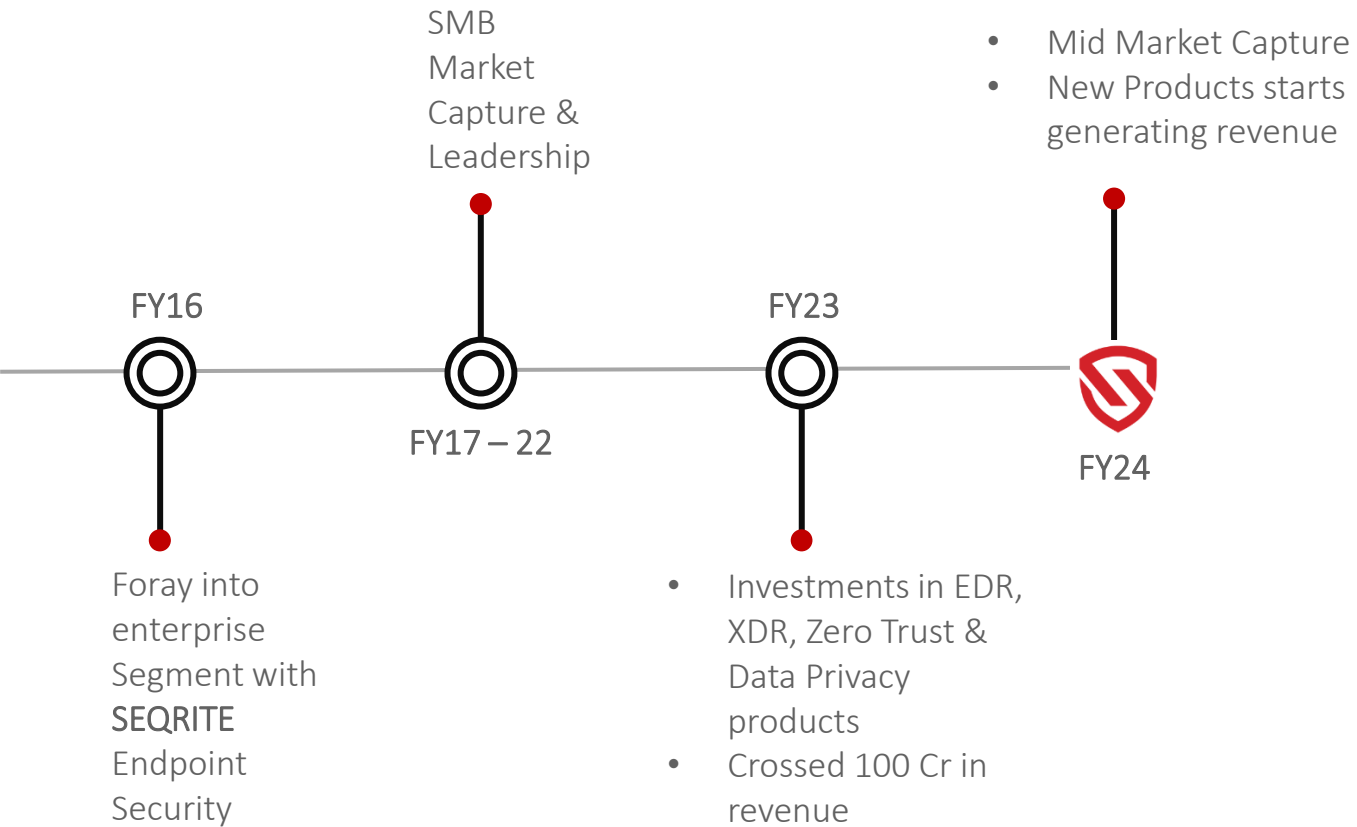 SMB
Market
Capture &
Leadership
• Mid Market Capture
• New Products starts
generating revenue
FY16
FY23
FY17 – 22
FY24
Foray into
enterprise
Segment with
SEQRITE
Endpoint
Security
• Investments in EDR,
XDR, Zero Trust &
Data Privacy
products
• Crossed 100 Cr in
revenue